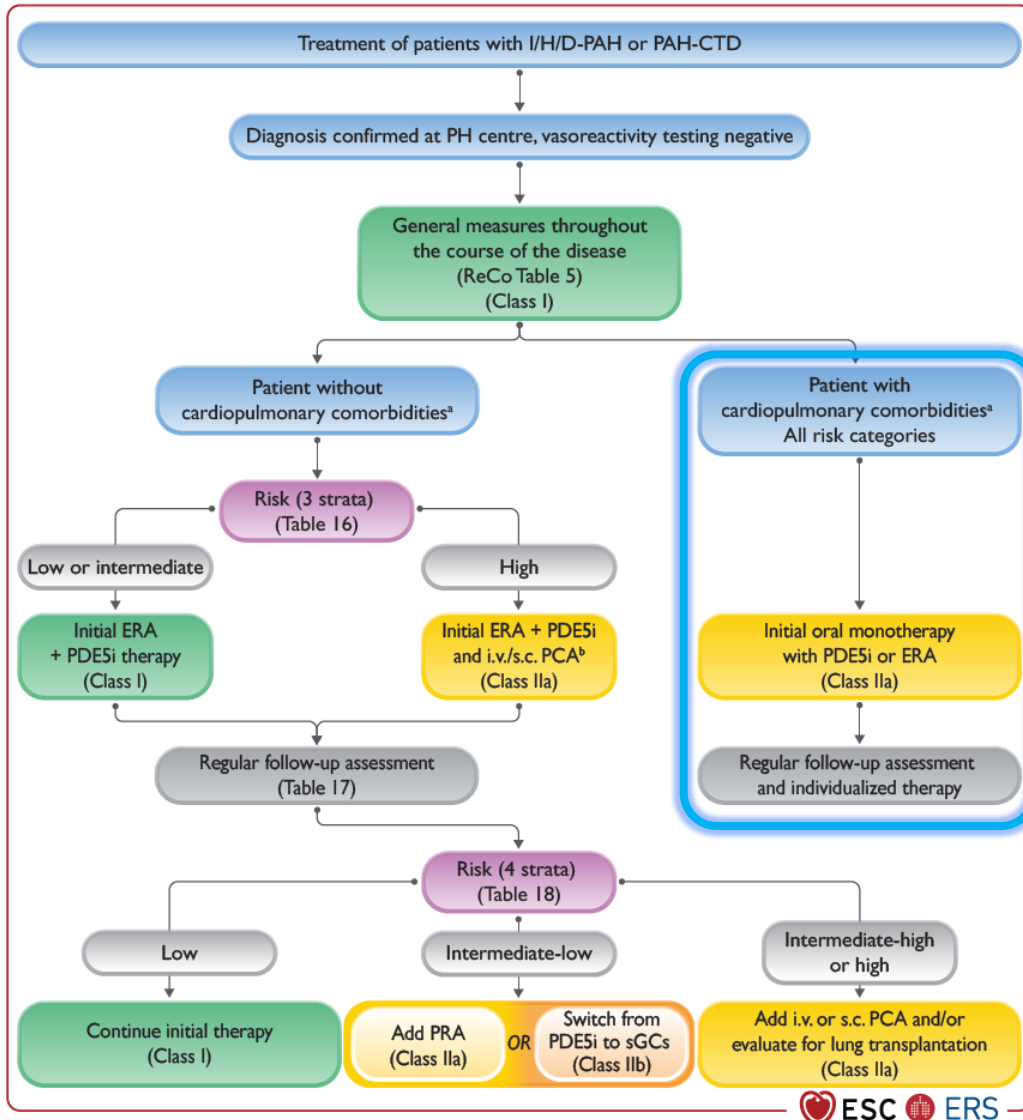 Treatment of patients with I/H/D-PAH or PAH-CTD
Diagnosis confirmed at PH centre, vasoreactivity testing negative
General measures throughout
the course of the disease
(ReCo Table 5)
(Class I)
Patient without
cardiopulmonary comorbiditiesᵃ
Patient with
cardiopulmonary comorbiditiesᵃ
All risk categories
Risk (3 strata)
(Table 16)
Low or intermediate
High
Initial ERA
+ PDE5i therapy
(Class I)
Initial ERA + PDE5i
and i.v./s.c. PCAᵇ
(Class IIa)
Initial oral monotherapy
with PDE5i or ERA
(Class IIa)
Regular follow-up assessment
(Table 17)
Regular follow-up assessment
and individualized therapy
Risk (4 strata)
(Table 18)
Low
Intermediate-low
Intermediate-high
or high
Continue initial therapy
(Class I)
Add PRA
(Class IIa)
OR
Switch from
PDE5i to sGCs
(Class IIb)
Add i.v. or s.c. PCA and/or
evaluate for lung transplantation
(Class IIa)
ESC ERS